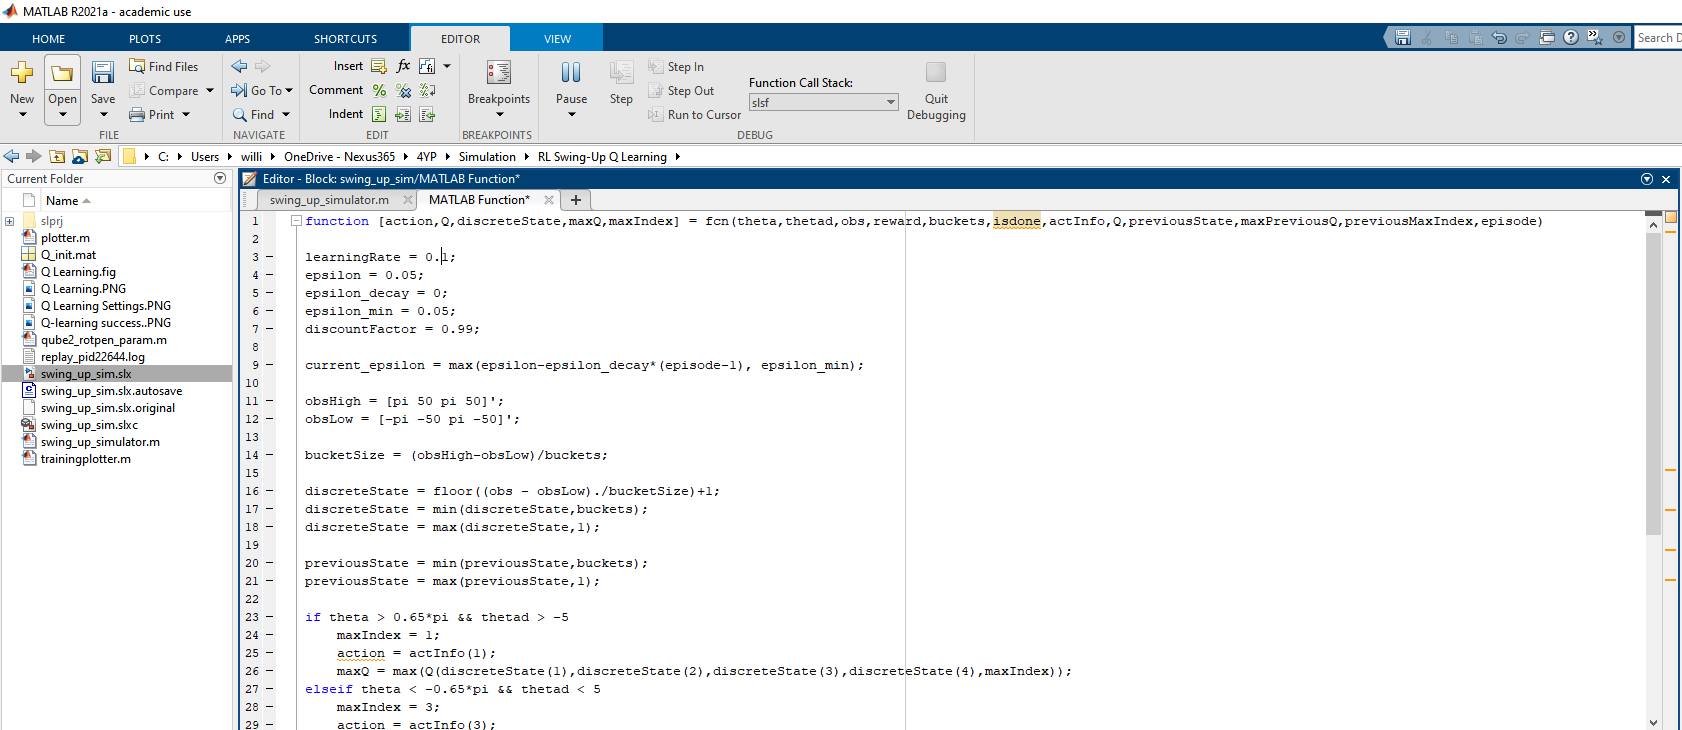 MATLAB R2021a - academic use
HOME PLOTS APPS SHORTCUTS EDITOR VIEW
Search D
New Open Save Find Files Compare Print
FILE
Go To Find
NAVIGATE
Insert fx
Comment
Indent
EDIT
Breakpoints
BREAKPOINTS
Pause Step Step In Step Out Run to Cursor
Function Call Stack:
slsf
Quit Debugging
DEBUG
C: Users willi OneDrive - Nexus365 4YP Simulation RL Swing-Up Q Learning
Current Folder
Name
slprj
plotter.m
Q_init.mat
Q Learning.fig
Q Learning.PNG
Q Learning Settings.PNG
Q-learning success..PNG
qube2_rotpen_param.m
replay_pid22644.log
swing_up_sim.slx
swing_up_sim.slx.autosave
swing_up_sim.slx.original
swing_up_sim.slxc
swing_up_simulator.m
trainingplotter.m
Editor - Block: swing_up_sim/MATLAB Function*
swing_up_simulator.m MATLAB Function*
1 function [action,Q,discreteState,maxQ,maxIndex] = fcn(theta,thetad,obs,reward,buckets,isdone,actInfo,Q,previousState,maxPreviousQ,previousMaxIndex,episode)
2
3 learningRate = 0.1;
4 epsilon = 0.05;
5 epsilon_decay = 0;
6 epsilon_min = 0.05;
7 discountFactor = 0.99;
8
9 current_epsilon = max(epsilon-epsilon_decay*(episode-1), epsilon_min);
10
11 obsHigh = [pi 50 pi 50]';
12 obsLow = [-pi -50 pi -50]';
13
14 bucketSize = (obsHigh-obsLow)/buckets;
15
16 discreteState = floor((obs - obsLow)./bucketSize)+1;
17 discreteState = min(discreteState,buckets);
18 discreteState = max(discreteState,1);
19
20 previousState = min(previousState,buckets);
21 previousState = max(previousState,1);
22
23 if theta > 0.65*pi && thetad > -5
24 maxIndex = 1;
25 action = actInfo(1);
26 maxQ = max(Q(discreteState(1),discreteState(2),discreteState(3),discreteState(4),maxIndex));
27 elseif theta < -0.65*pi && thetad < 5
28 maxIndex = 3;
29 action = actInfo(3);